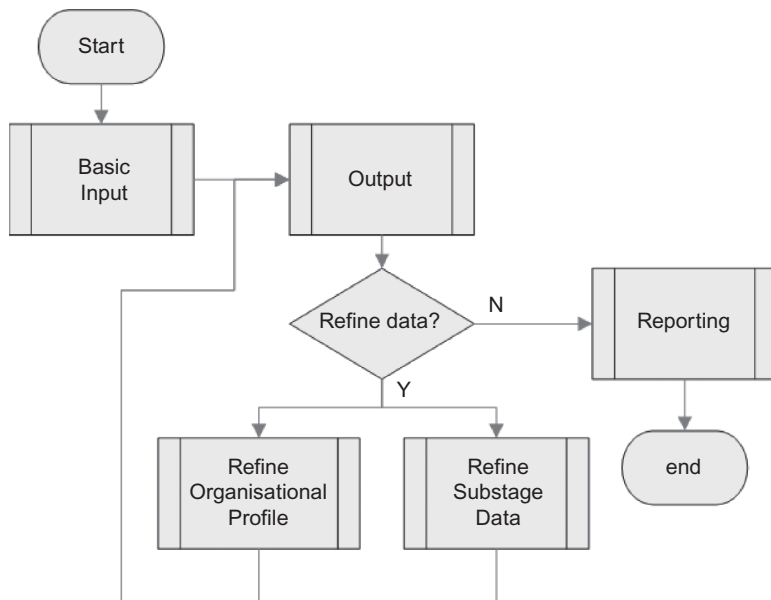 Start
Basic
Input
Output
Refine data?
N
Reporting
Y
Refine
Organisational
Profile
Refine
Substage
Data
end